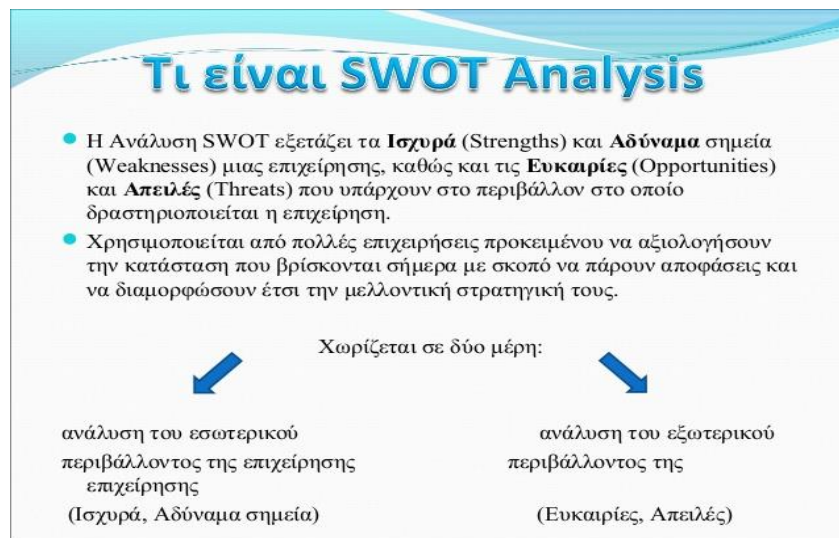 Τι είναι SWOT Analysis
Η Ανάλυση SWOT εξετάζει τα Ισχυρά (Strengths) και Αδύναμα σημεία
(Weaknesses) μιας επιχείρησης, καθώς και τις Ευκαιρίες (Opportunities)
και Απειλές (Threats) που υπάρχουν στο περιβάλλον στο οποίο
δραστηριοποιείται η επιχείρηση.
Χρησιμοποιείται από πολλές επιχειρήσεις προκειμένου να αξιολογήσουν
την κατάσταση που βρίσκονται σήμερα με σκοπό να πάρουν αποφάσεις και
να διαμορφώσουν έτσι την μελλοντική στρατηγική τους.
Χωρίζεται σε δύο μέρη:
ανάλυση του εσωτερικού
περιβάλλοντος της επιχείρησης
επιχείρησης
(Ισχυρά, Αδύναμα σημεία)
ανάλυση του εξωτερικού
περιβάλλοντος της
(Ευκαιρίες, Απειλές)